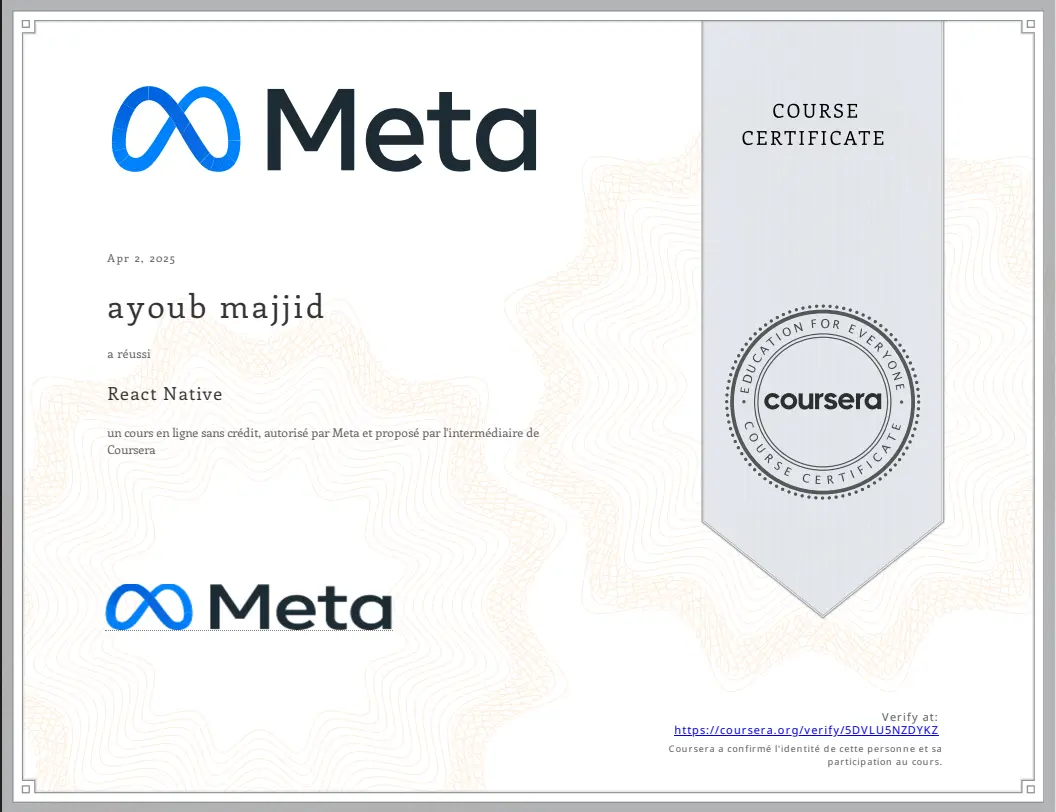 Meta
COURSE
CERTIFICATE
Apr 2, 2025
ayoub majjid
a réussi
React Native
un cours en ligne sans crédit, autorisé par Meta et proposé par l'intermédiaire de
Coursera
EDUCATION FOR EVERYONE
coursera
COURSE CERTIFICATE
Meta
Verify at:
https://coursera.org/verify/5DVLU5NZDYKZ
Coursera a confirmé l'identité de cette personne et sa
participation au cours.